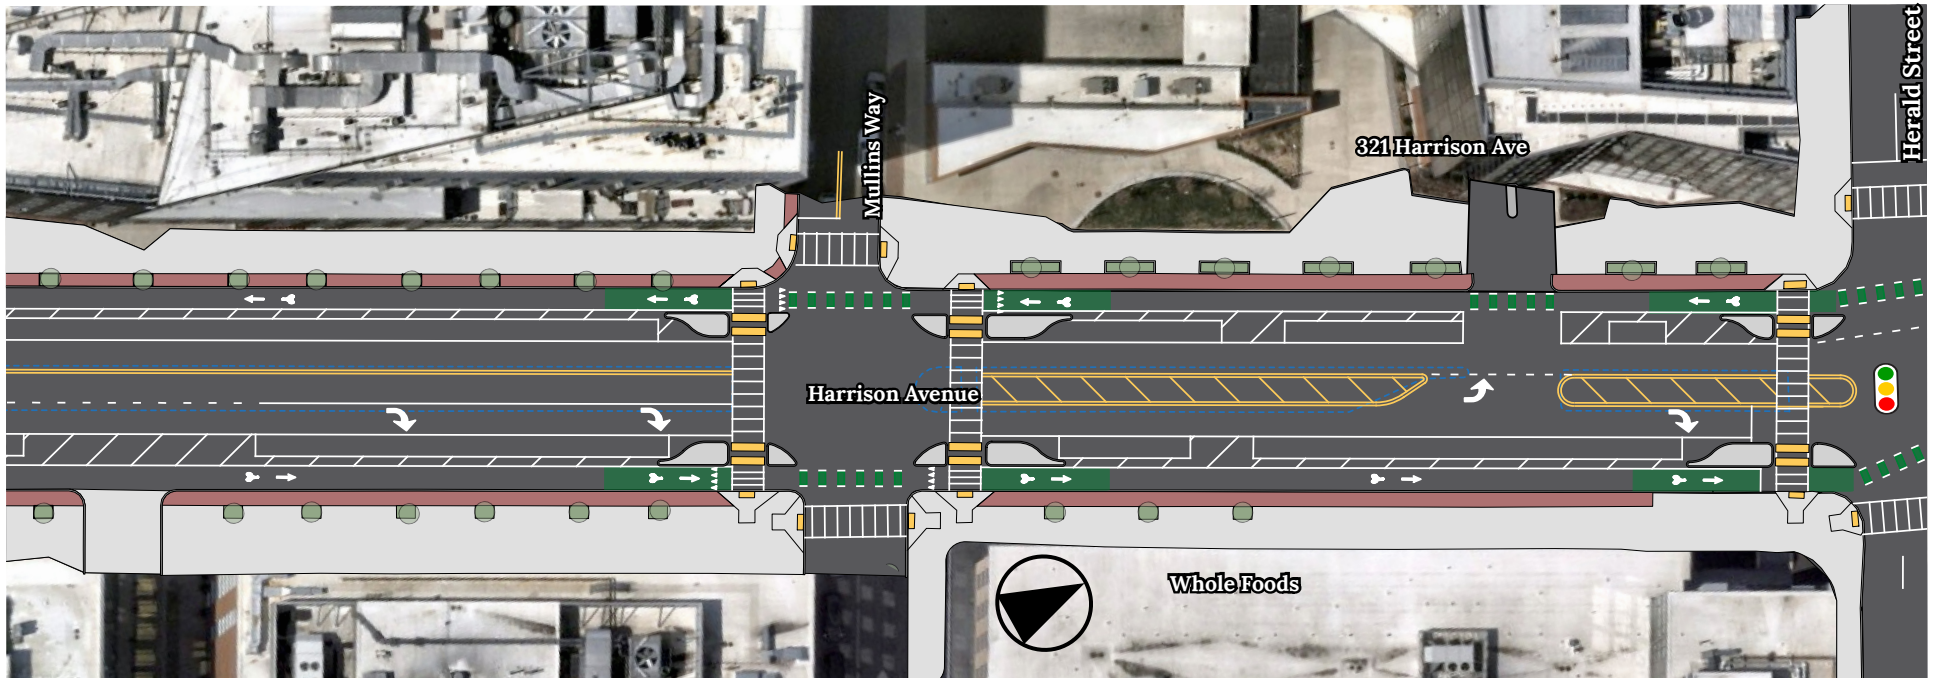 Herald Street
Mullins Way
321 Harrison Ave
Harrison Avenue
Whole Foods